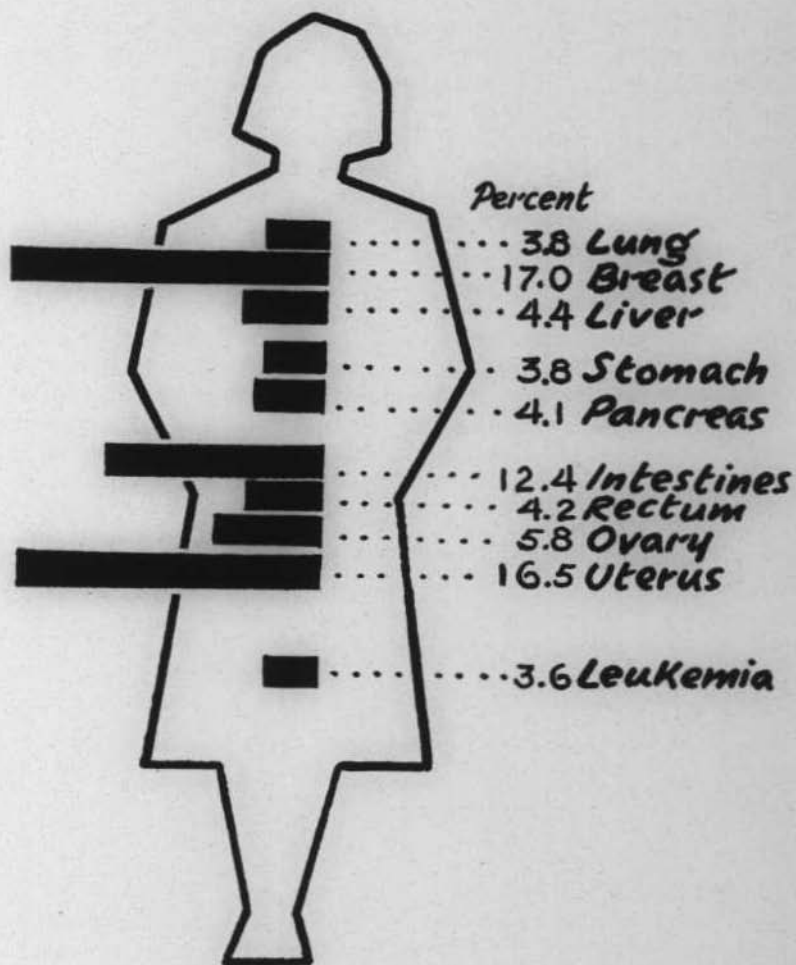 Percent
3.8 Lung
17.0 Breast
4.4 Liver
3.8 Stomach
4.1 Pancreas
12.4 Intestines
4.2 Rectum
5.8 Ovary
16.5 Uterus
3.6 Leukemia